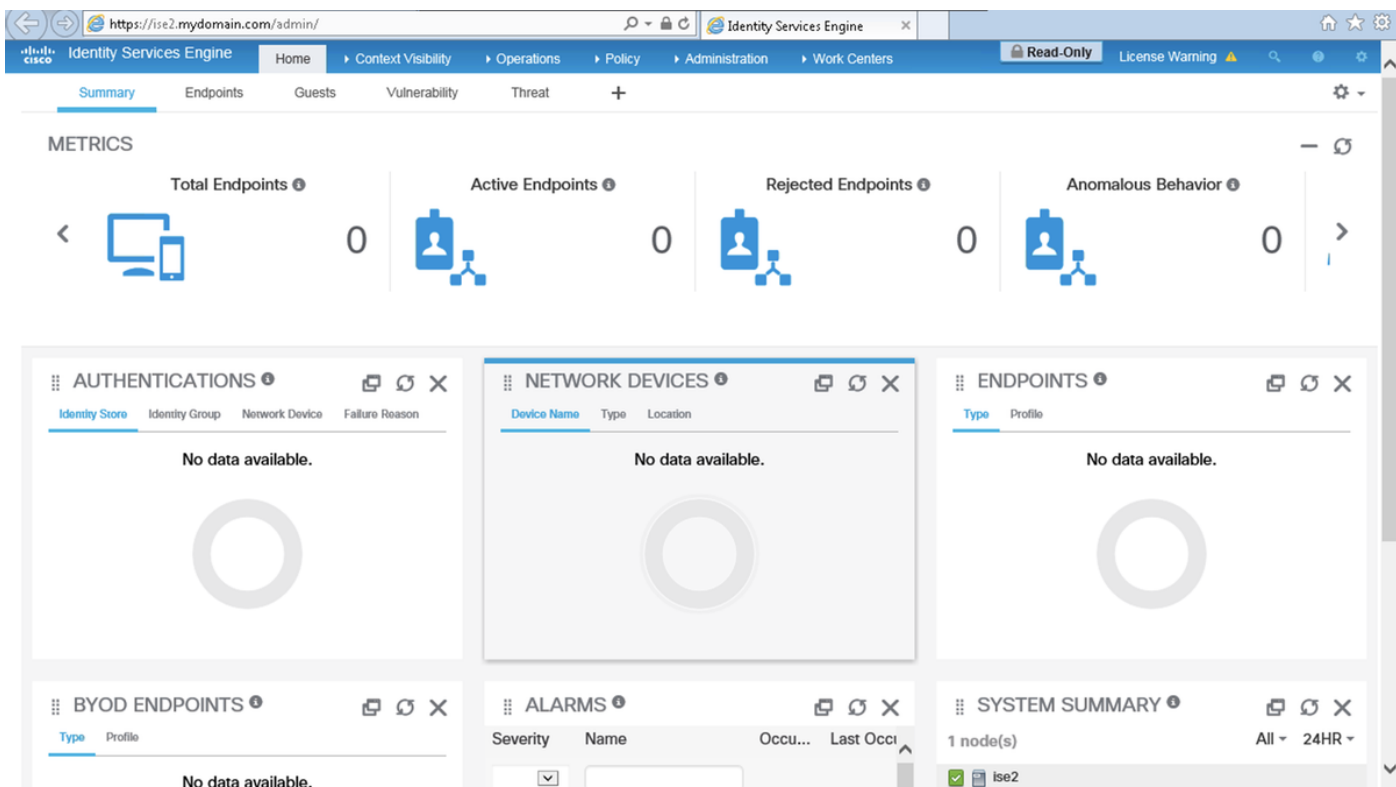 https://ise2.mydomain.com/admin/
Identity Services Engine
cisco Identity Services Engine Home Context Visibility Operations Policy Administration Work Centers Read-Only License Warning
Summary Endpoints Guests Vulnerability Threat +
METRICS
Total Endpoints Active Endpoints Rejected Endpoints Anomalous Behavior
0 0 0 0
AUTHENTICATIONS
Identity Store Identity Group Network Device Failure Reason
No data available.
NETWORK DEVICES
Device Name Type Location
No data available.
ENDPOINTS
Type Profile
No data available.
BYOD ENDPOINTS
Type Profile
No data available.
ALARMS
Severity Name Occu... Last Occu
SYSTEM SUMMARY
1 node(s) All 24HR
ise2